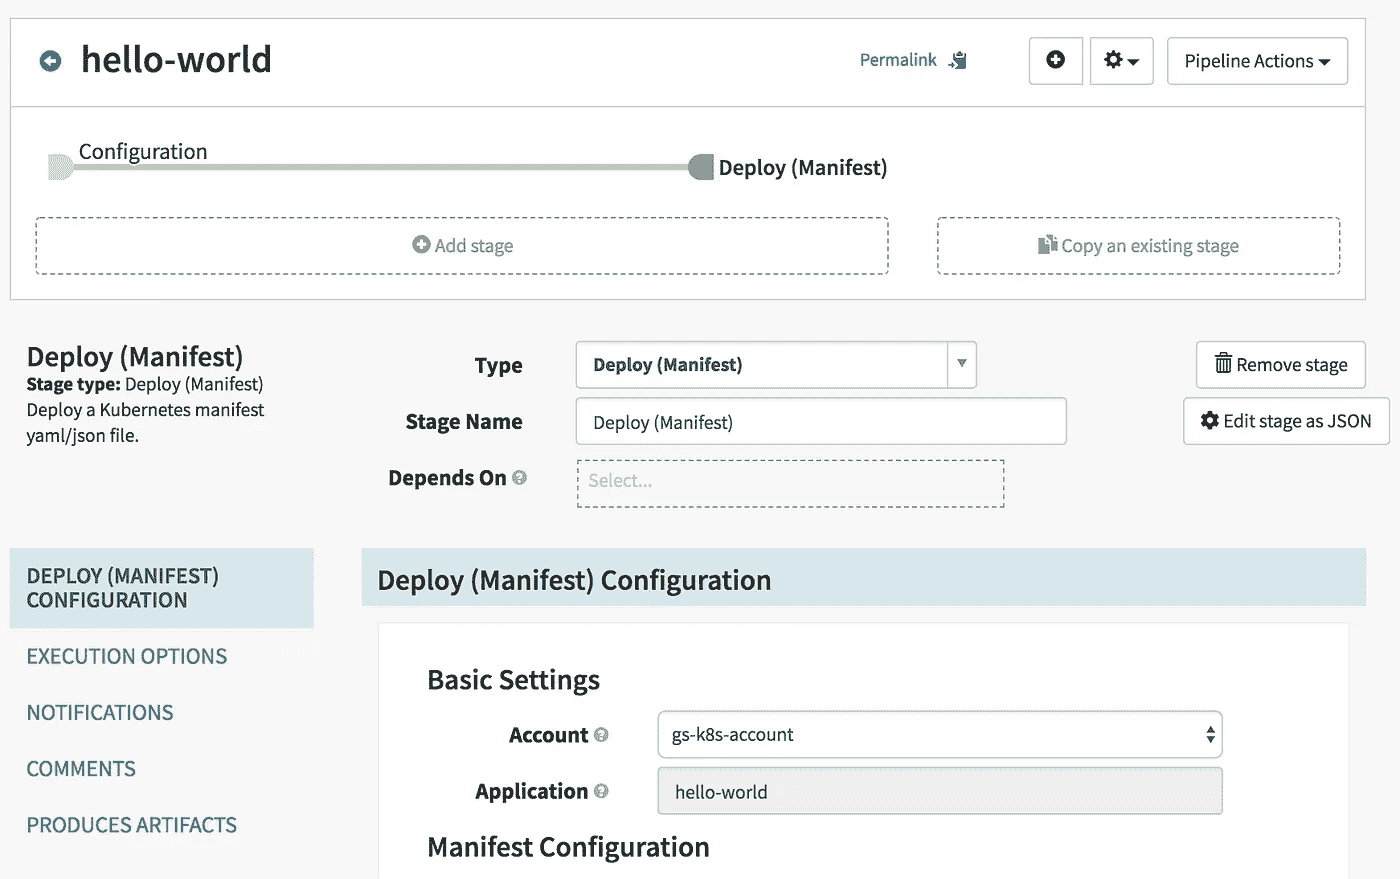 hello-world
Permalink
Pipeline Actions
Configuration
Deploy (Manifest)
Add stage
Copy an existing stage
Deploy (Manifest)
Stage type: Deploy (Manifest)
Deploy a Kubernetes manifest
yaml/json file.
Type
Deploy (Manifest)
Remove stage
Stage Name
Deploy (Manifest)
Edit stage as JSON
Depends On
Select...
DEPLOY (MANIFEST)
CONFIGURATION
EXECUTION OPTIONS
NOTIFICATIONS
COMMENTS
PRODUCES ARTIFACTS
Deploy (Manifest) Configuration
Basic Settings
Account
gs-k8s-account
Application
hello-world
Manifest Configuration